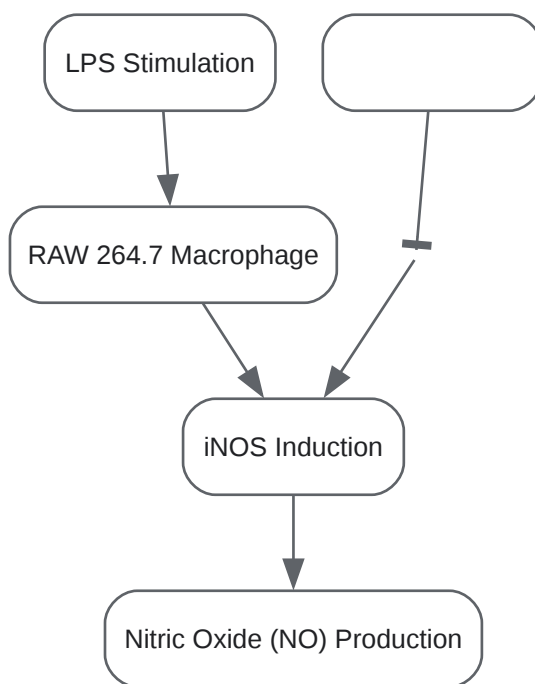 LPS Stimulation
RAW 264.7 Macrophage
iNOS Induction
Nitric Oxide (NO) Production